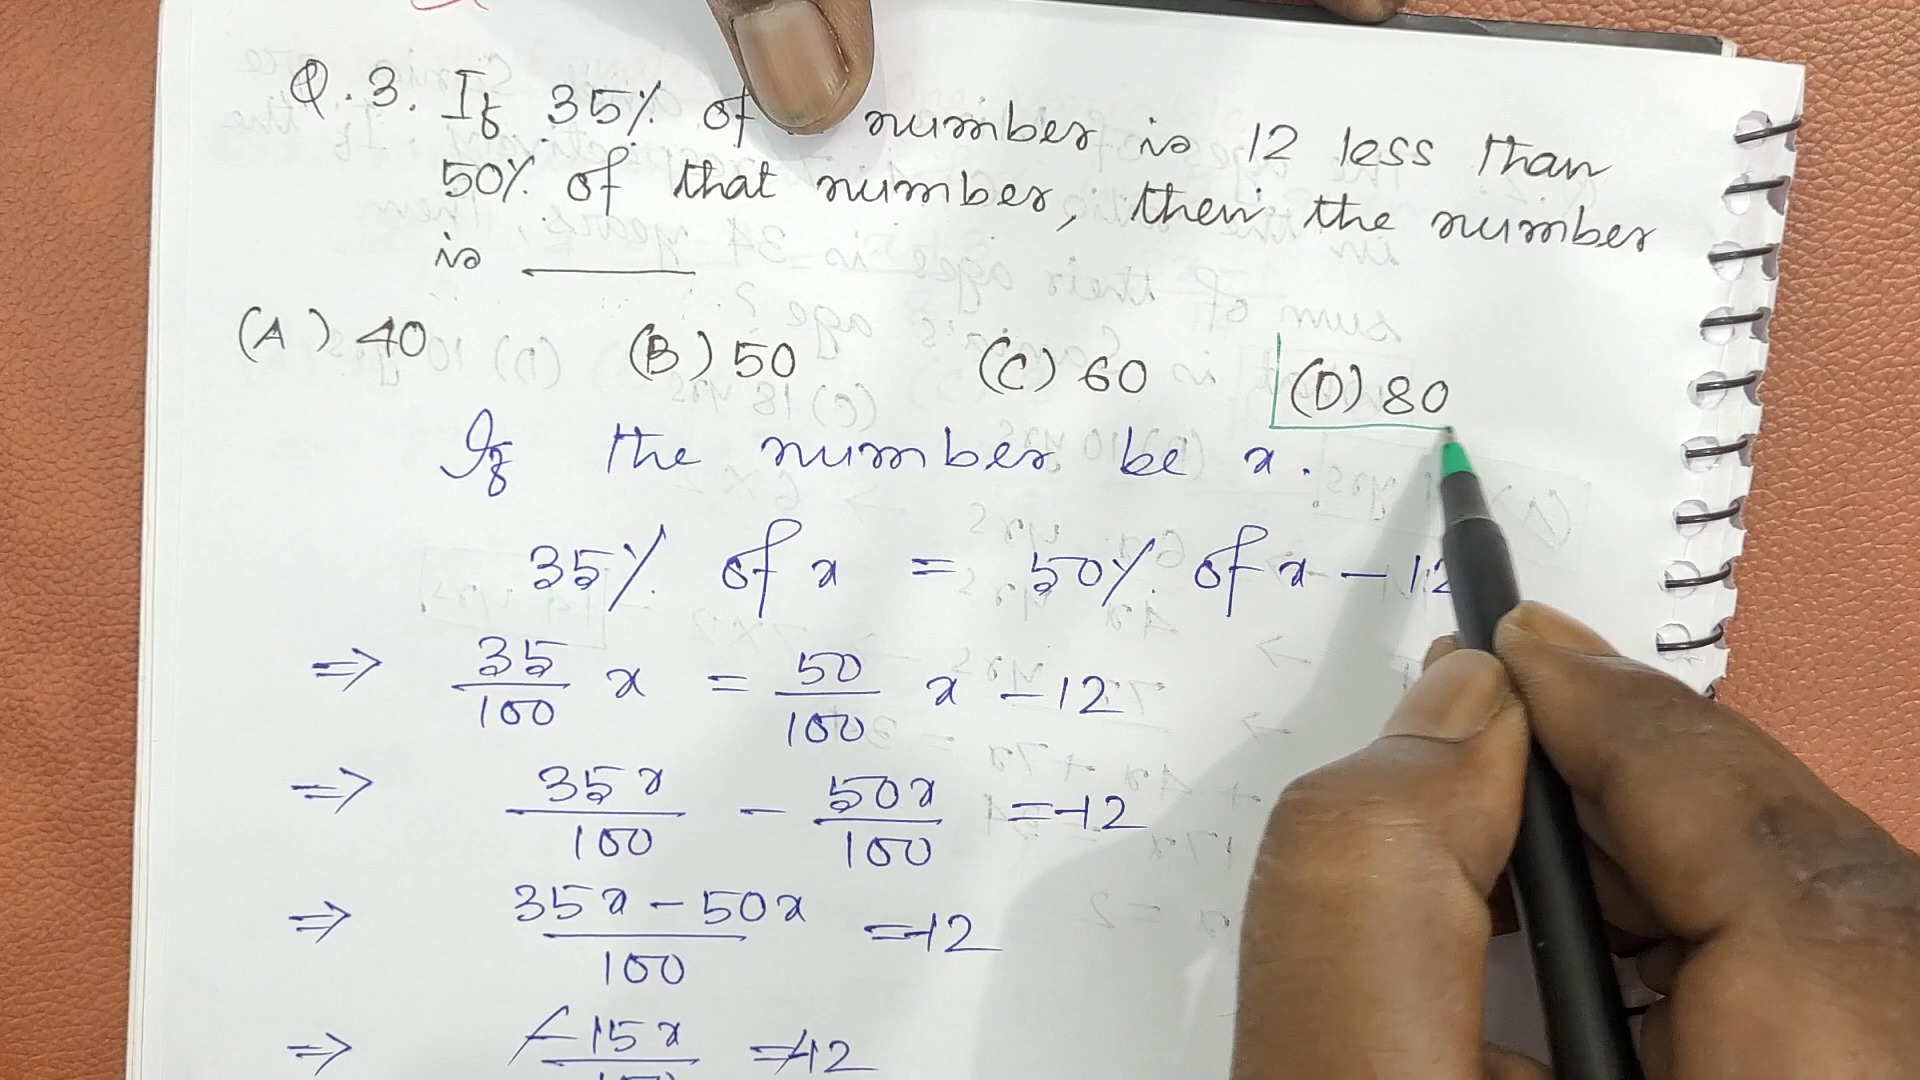 Q.3. If 35% of number is 12 less than
50% of that number, then the number
is ______
(A) 40 (B) 50 (C) 60 (D) 80
If the number be x.
35% of x = 50% of x - 12
⇒ 35/100 x = 50/100 x - 12
⇒ 35x/100 - 50x/100 = -12
⇒ 35x - 50x/100 = -12
⇒ -15x = -12